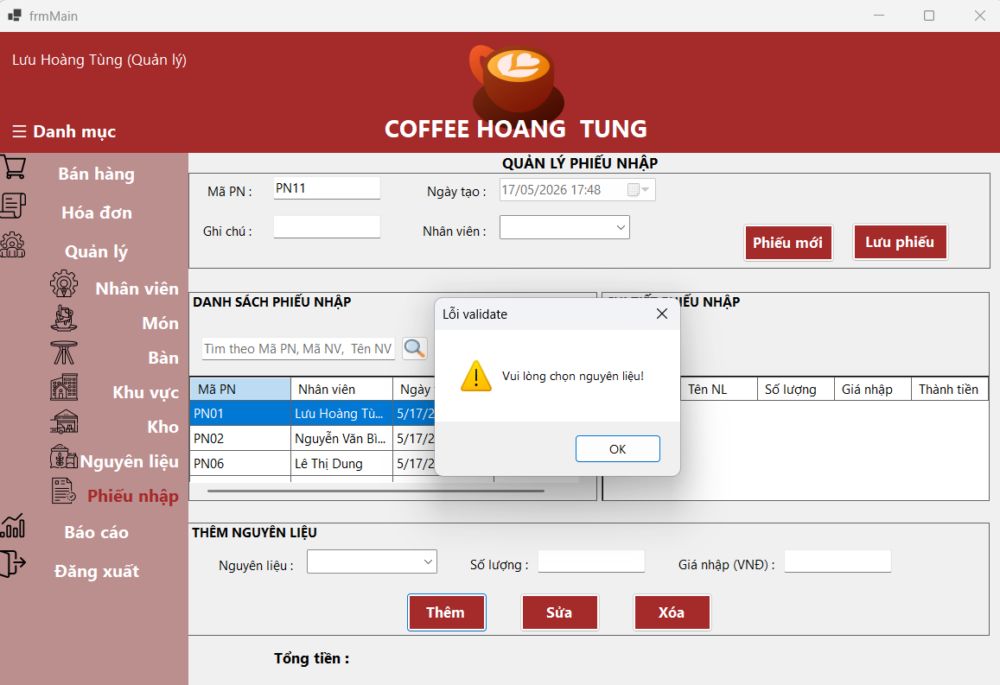 frmMain
Lưu Hoàng Tùng (Quản lý)
☰ Danh mục
COFFEE HOANG TUNG
Bán hàng
Hóa đơn
Quản lý
Nhân viên
Món
Bàn
Khu vực
Kho
Nguyên liệu
Phiếu nhập
Báo cáo
Đăng xuất
QUẢN LÝ PHIẾU NHẬP
Mã PN : PN11 Ngày tạo : 17/05/2026 17:48
Ghi chú : Nhân viên :
Phiếu mới Lưu phiếu
DANH SÁCH PHIẾU NHẬP
Tìm theo Mã PN, Mã NV, Tên NV
Mã PN Nhân viên Ngày
PN01 Lưu Hoàng Tù... 5/17/2
PN02 Nguyễn Văn Bì... 5/17/2
PN06 Lê Thị Dung 5/17/2
PHIẾU NHẬP
Tên NL Số lượng Giá nhập Thành tiền
Lỗi validate
Vui lòng chọn nguyên liệu!
OK
THÊM NGUYÊN LIỆU
Nguyên liệu : Số lượng : Giá nhập (VNĐ) :
Thêm Sửa Xóa
Tổng tiền :